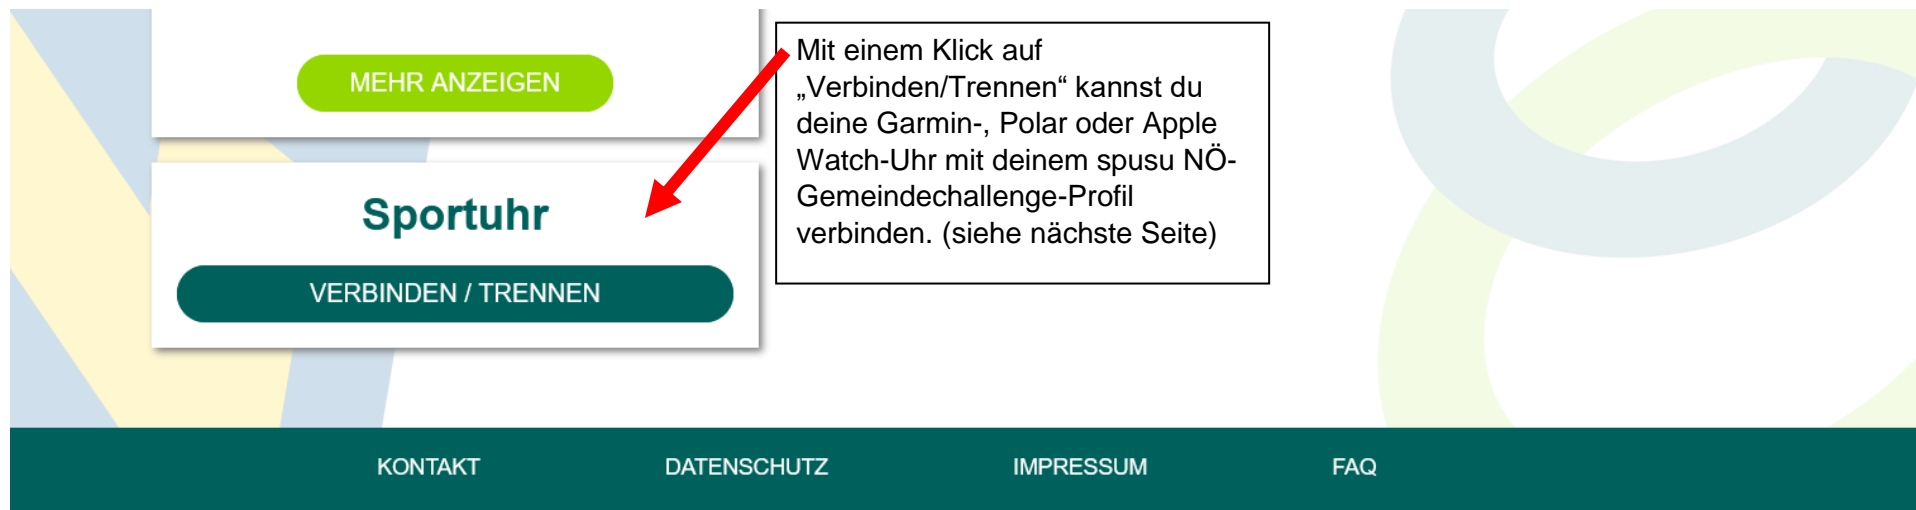 MEHR ANZEIGEN
Mit einem Klick auf
„Verbinden/Trennen“ kannst du
deine Garmin-, Polar oder Apple
Watch-Uhr mit deinem spusu NÖ-
Gemeindechallenge-Profil
verbinden. (siehe nächste Seite)
Sportuhr
VERBINDEN / TRENNEN
KONTAKT DATENSCHUTZ IMPRESSUM FAQ